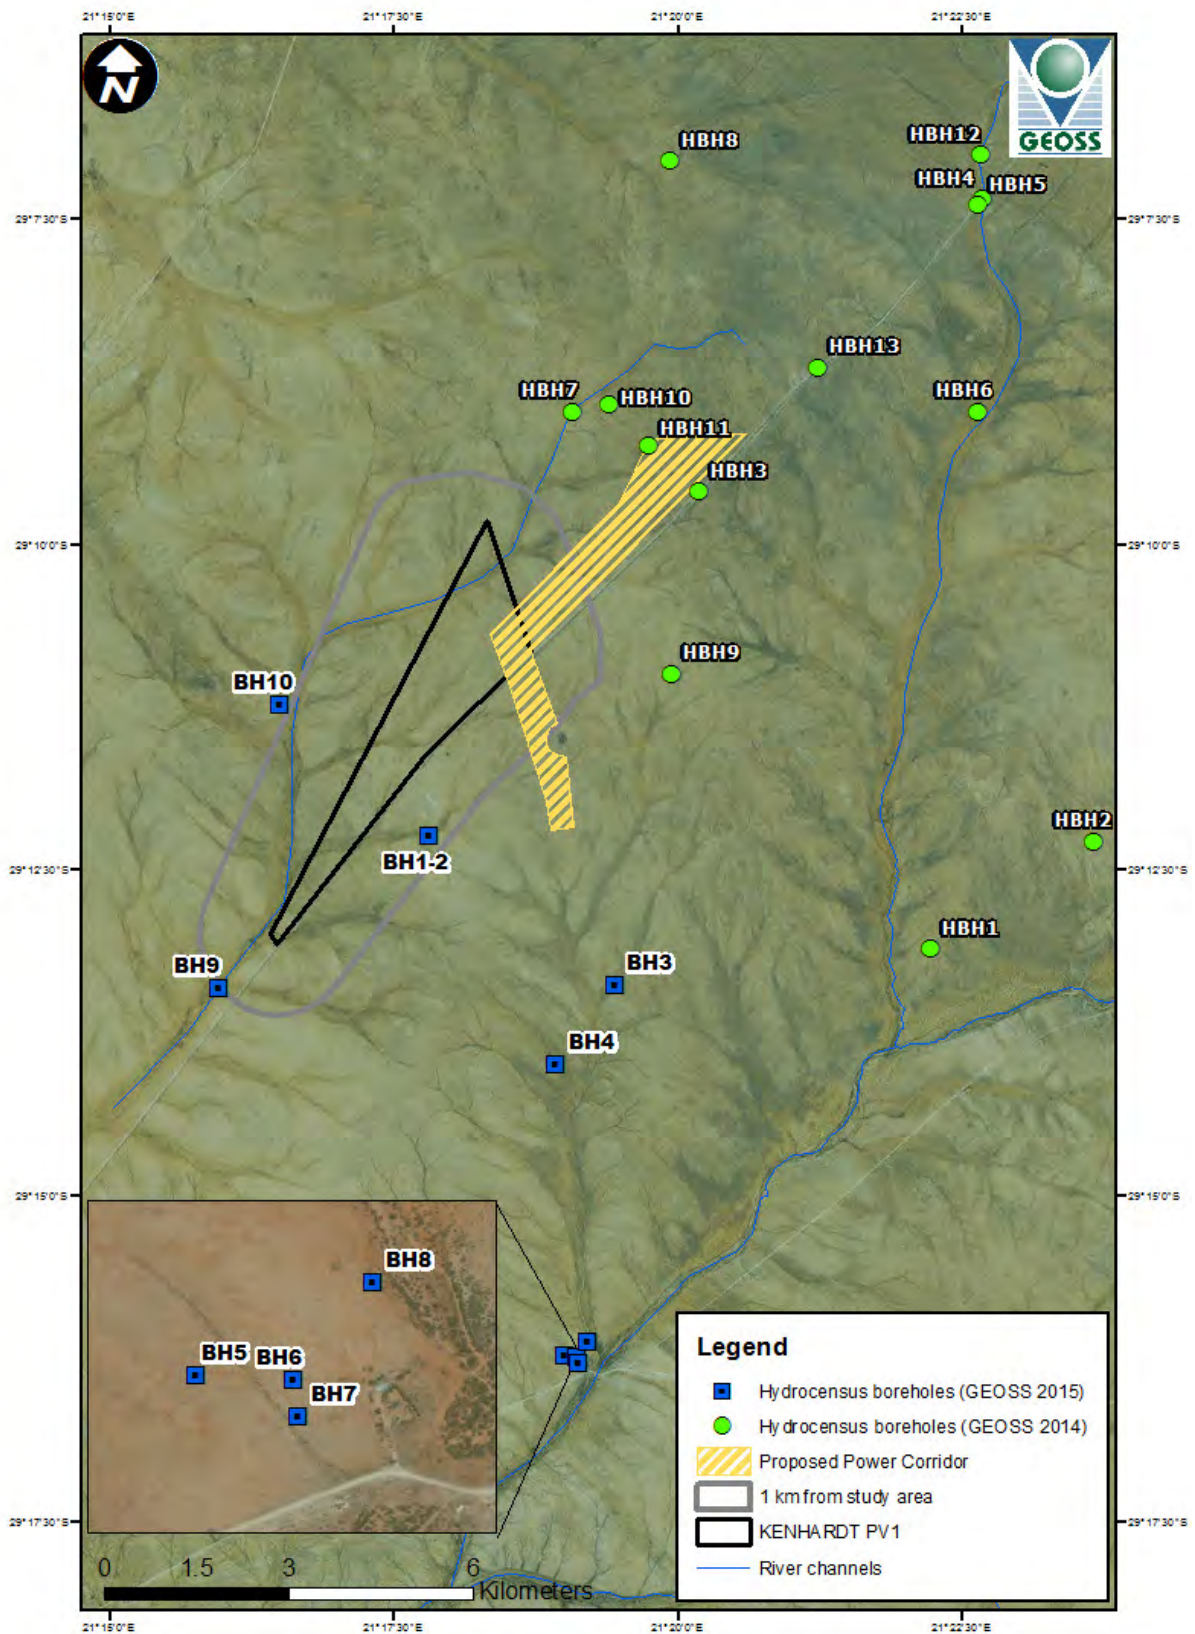 21°15'0"E
21°17'30"E
21°20'0"E
21°22'30"E
N
GEOSS
HBH12
HBH8
HBH4
HBH5
29°7'30"S
29°7'30"S
HBH13
HBH7
HBH10
HBH6
HBH11
HBH3
29°10'0"S
29°10'0"S
HBH9
BH10
HBH2
BH1-2
29°12'30"S
29°12'30"S
HBH1
BH9
BH3
BH4
29°15'0"S
29°15'0"S
BH8
BH5
BH6
BH7
Legend
Hydrocensus boreholes (GEOSS 2015)
Hydrocensus boreholes (GEOSS 2014)
Proposed Power Corridor
1 km from study area
KENHARDT PV1
River channels
29°17'30"S
29°17'30"S
0 1.5 3 6
Kilometers
21°15'0"E
21°17'30"E
21°20'0"E
21°22'30"E